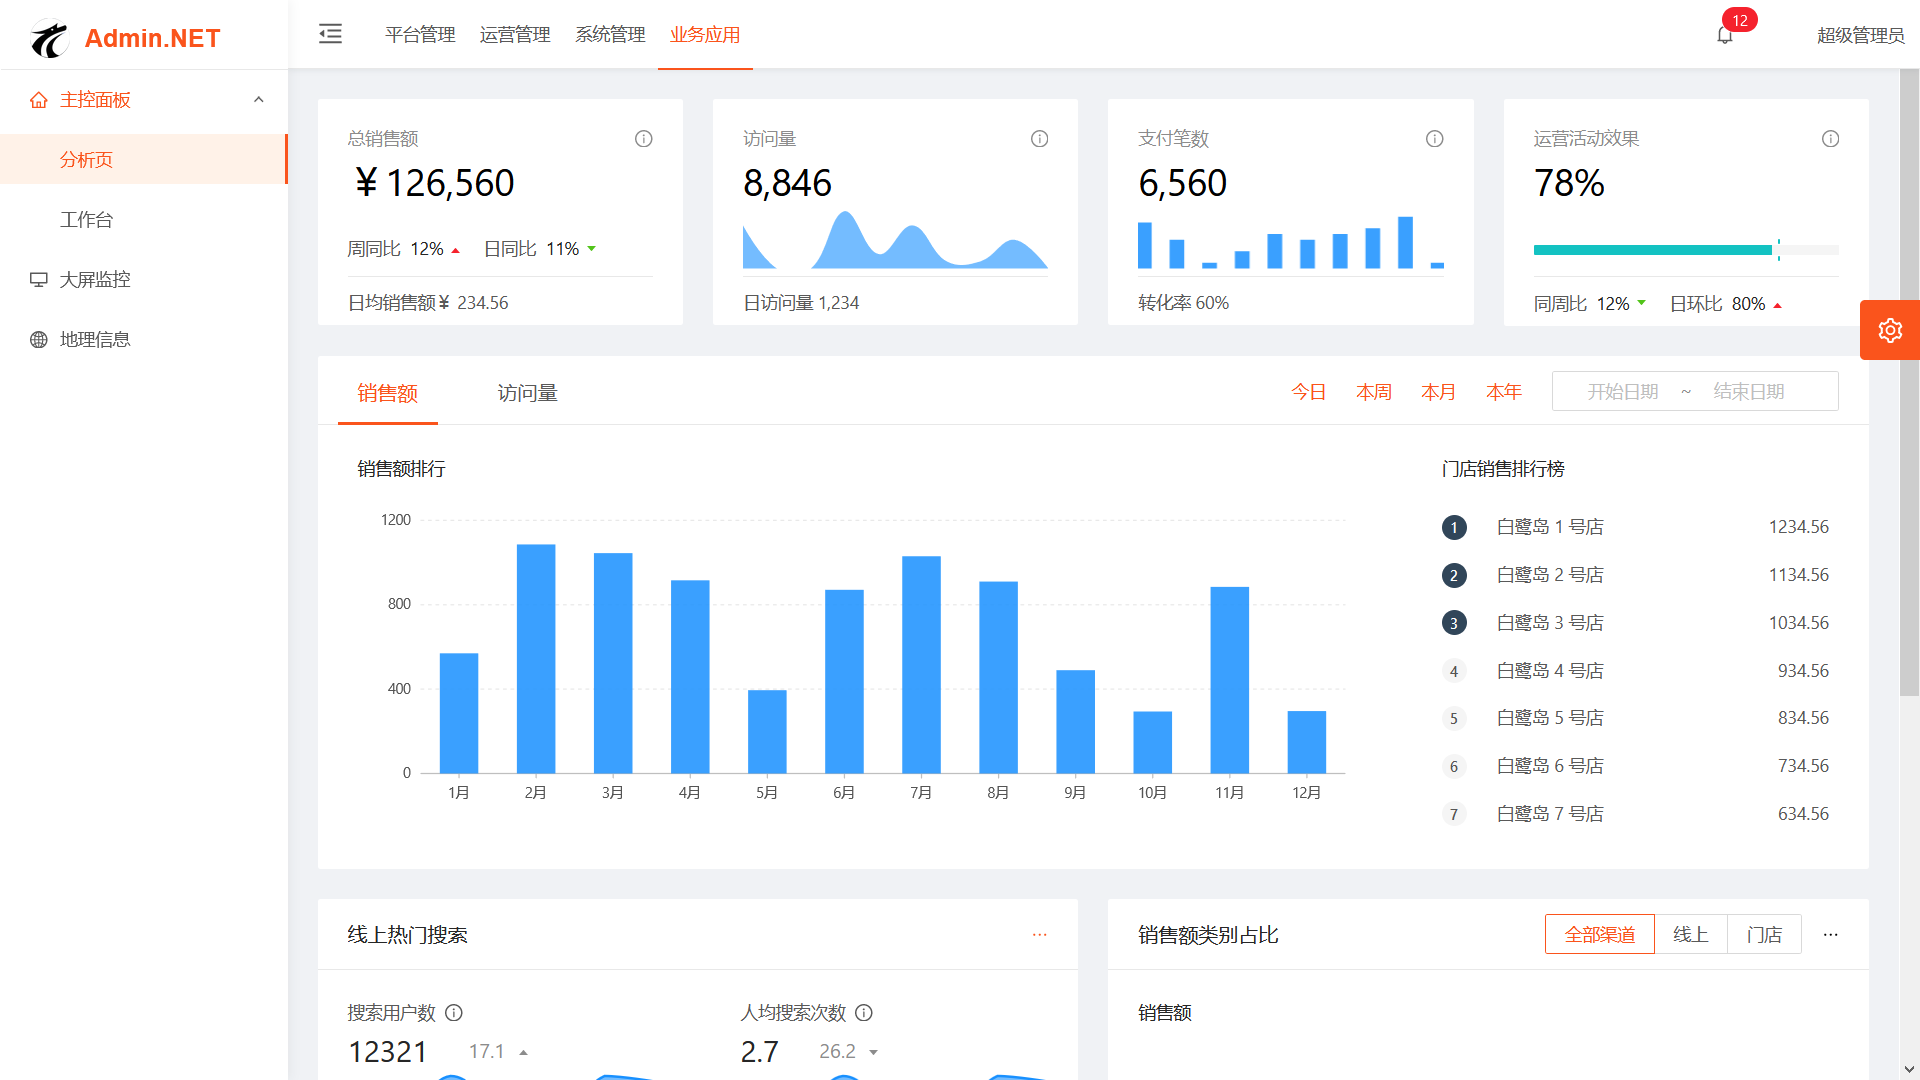 Admin.NET
平台管理 运营管理 系统管理 业务应用
12
超级管理员
主控面板
分析页
工作台
大屏监控
地理信息
总销售额
¥ 126,560
周同比 12% 日同比 11%
日均销售额¥ 234.56
访问量
8,846
日访问量 1,234
支付笔数
6,560
转化率 60%
运营活动效果
78%
同周比 12% 日环比 80%
销售额 访问量
今日 本周 本月 本年 开始日期 ~ 结束日期
销售额排行
1200
800
400
0
1月 2月 3月 4月 5月 6月 7月 8月 9月 10月 11月 12月
门店销售排行榜
1 白鹭岛 1 号店 1234.56
2 白鹭岛 2 号店 1134.56
3 白鹭岛 3 号店 1034.56
4 白鹭岛 4 号店 934.56
5 白鹭岛 5 号店 834.56
6 白鹭岛 6 号店 734.56
7 白鹭岛 7 号店 634.56
线上热门搜索
搜索用户数
12321 17.1
人均搜索次数
2.7 26.2
销售额类别占比
全部渠道 线上 门店
销售额